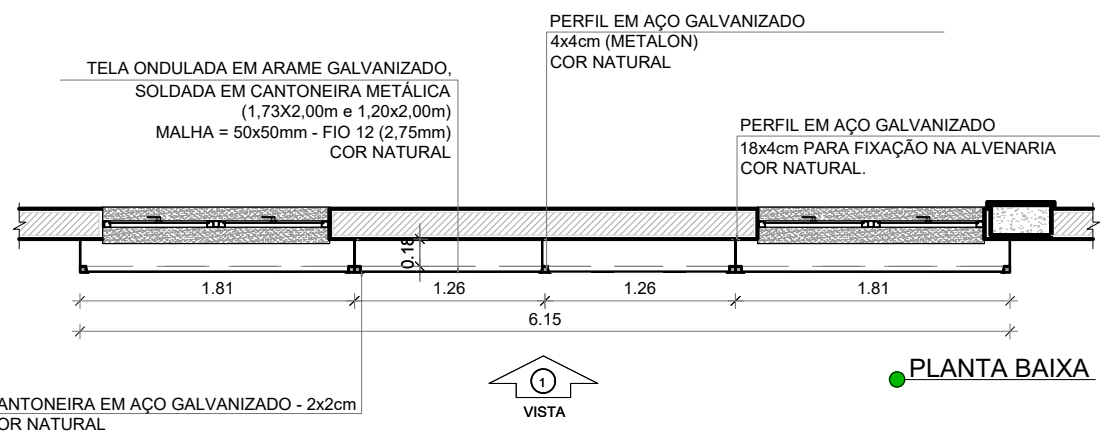 PERFIL EM AÇO GALVANIZADO
4x4cm (METALON)
COR NATURAL
TELA ONDULADA EM ARAME GALVANIZADO,
SOLDADA EM CANTONEIRA METÁLICA
(1,73X2,00m e 1,20x2,00m)
MALHA = 50x50mm - FIO 12 (2,75mm)
COR NATURAL
PERFIL EM AÇO GALVANIZADO
18x4cm PARA FIXAÇÃO NA ALVENARIA
COR NATURAL.
0.18
1.81 1.26 1.26 1.81
6.15
1
VISTA
PLANTA BAIXA
ANTONEIRA EM AÇO GALVANIZADO - 2x2cm
OR NATURAL